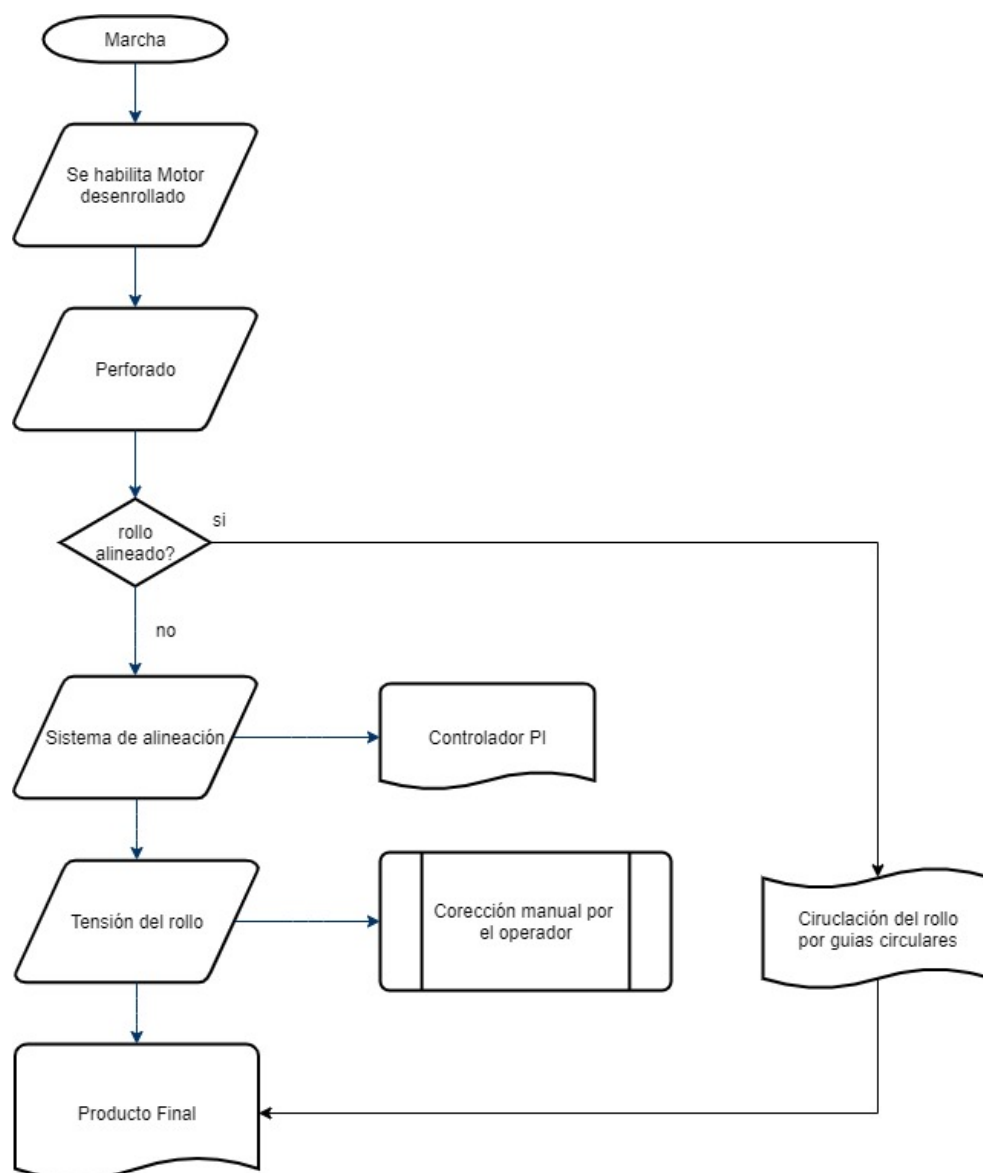 Marcha
Se habilita Motor
desenrollado
Perforado
rollo
alineado?
si
no
Sistema de alineación
Controlador PI
Tensión del rollo
Corección manual por
el operador
Ciruclación del rollo
por guias circulares
Producto Final